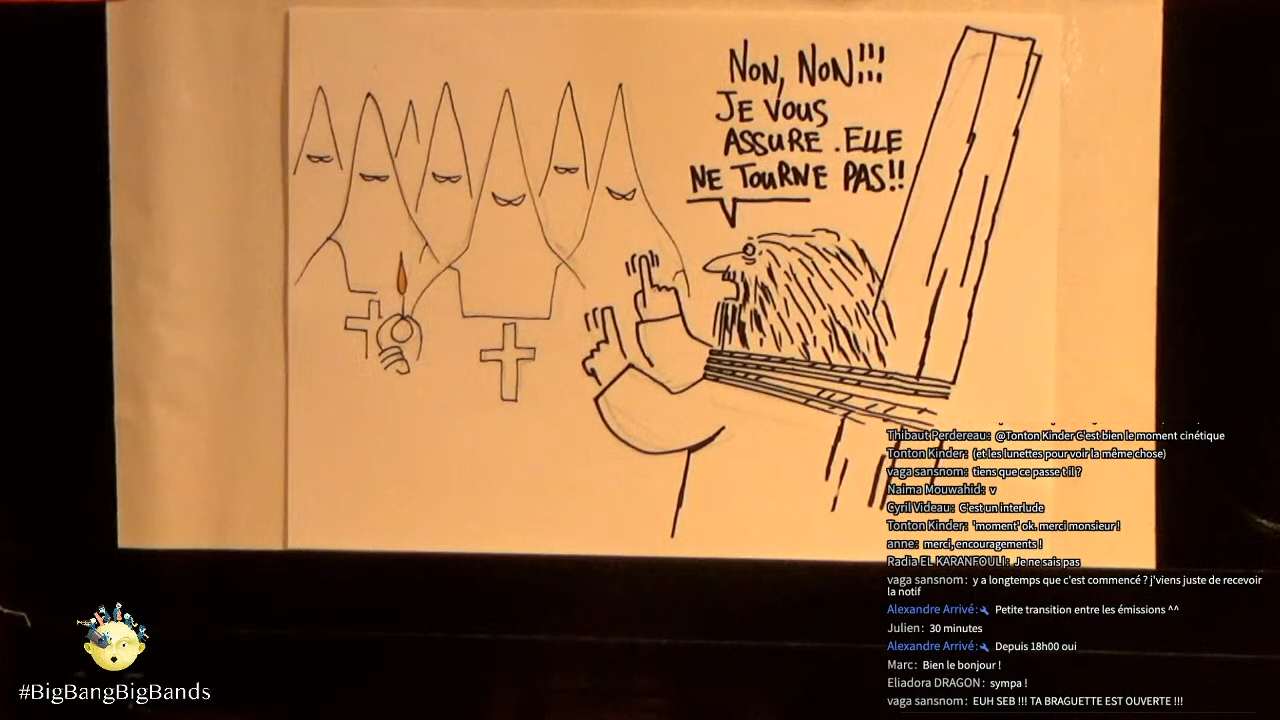 NON, NON!!!
JE VOUS
ASSURE. ELLE
NE TOURNE PAS!!
Thibaut Perdereau: @Tonton Kinder C'est bien le moment cinétique
Tonton Kinder: (et les lunettes pour voir la même chose)
vaga sansnom: tiens que ce passe t il ?
Naima Mouwahid: v
Cyril Videau: C'est un interlude
Tonton Kinder: 'moment' ok. merci monsieur !
anne: merci, encouragements !
Radia EL KARANFOULI: Je ne sais pas
vaga sansnom: y a longtemps que c'est commencé ? j'viens juste de recevoir
la notif
Alexandre Arrivé: Petite transition entre les émissions ^^
Julien: 30 minutes
Alexandre Arrivé: Depuis 18h00 oui
Marc: Bien le bonjour !
Eliadora DRAGON: sympa !
vaga sansnom: EUH SEB !!! TA BRAGUETTE EST OUVERTE !!!
#BigBangBigBands